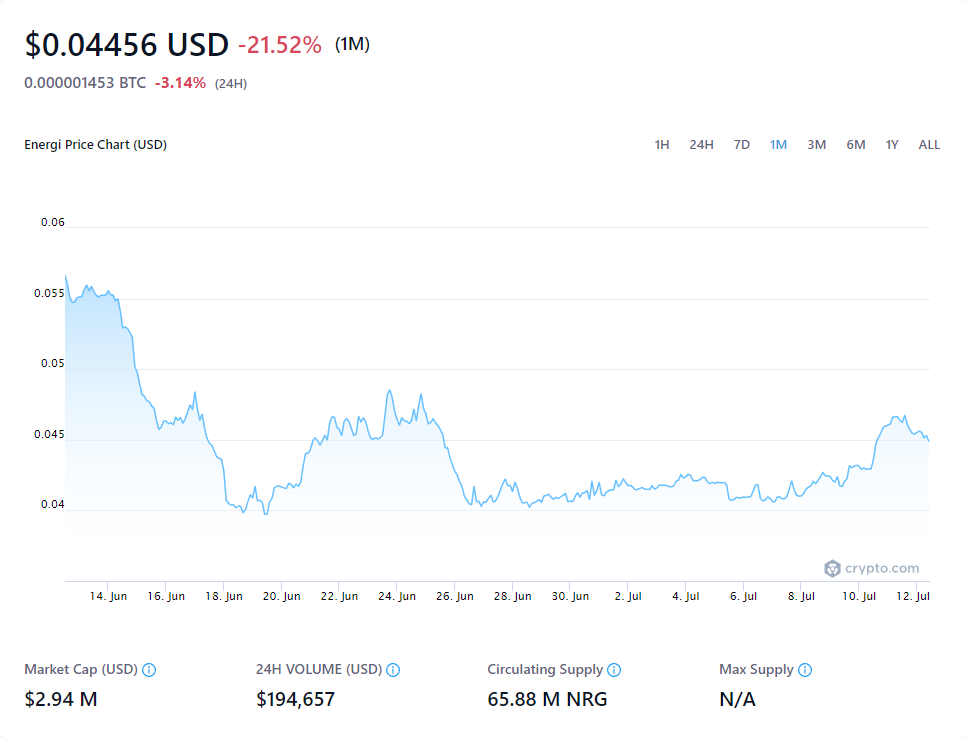 $0.04456 USD -21.52% (1M)
0.000001453 BTC -3.14% (24H)
Energi Price Chart (USD)
1H 24H 7D 1M 3M 6M 1Y ALL
0.06
0.055
0.05
0.045
0.04
crypto.com
14. Jun 16. Jun 18. Jun 20. Jun 22. Jun 24. Jun 26. Jun 28. Jun 30. Jun 2. Jul 4. Jul 6. Jul 8. Jul 10. Jul 12. Jul
Market Cap (USD) 24H VOLUME (USD) Circulating Supply Max Supply
$2.94 M $194,657 65.88 M NRG N/A